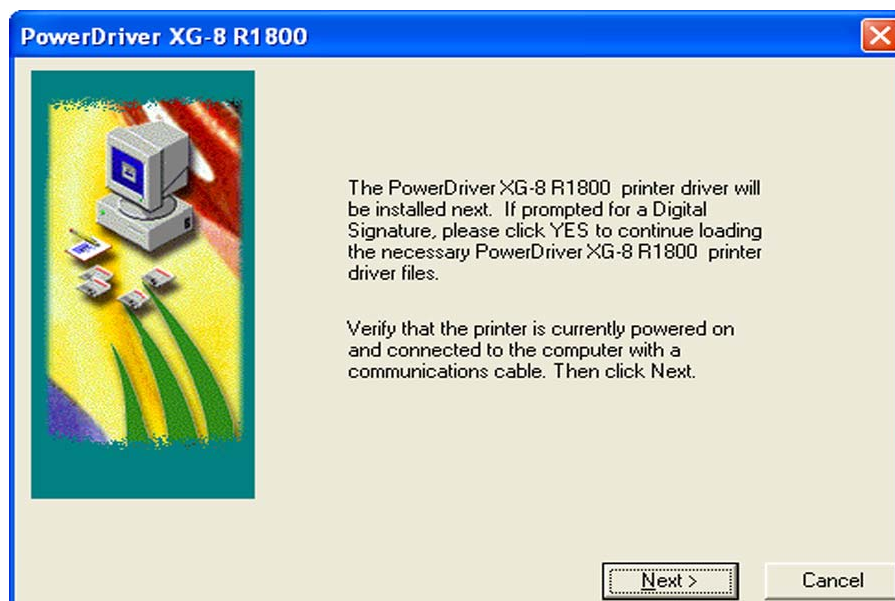 PowerDriver XG-8 R1800
The PowerDriver XG-8 R1800 printer driver will
be installed next. If prompted for a Digital
Signature, please click YES to continue loading
the necessary PowerDriver XG-8 R1800 printer
driver files.
Verify that the printer is currently powered on
and connected to the computer with a
communications cable. Then click Next.
Next >
Cancel